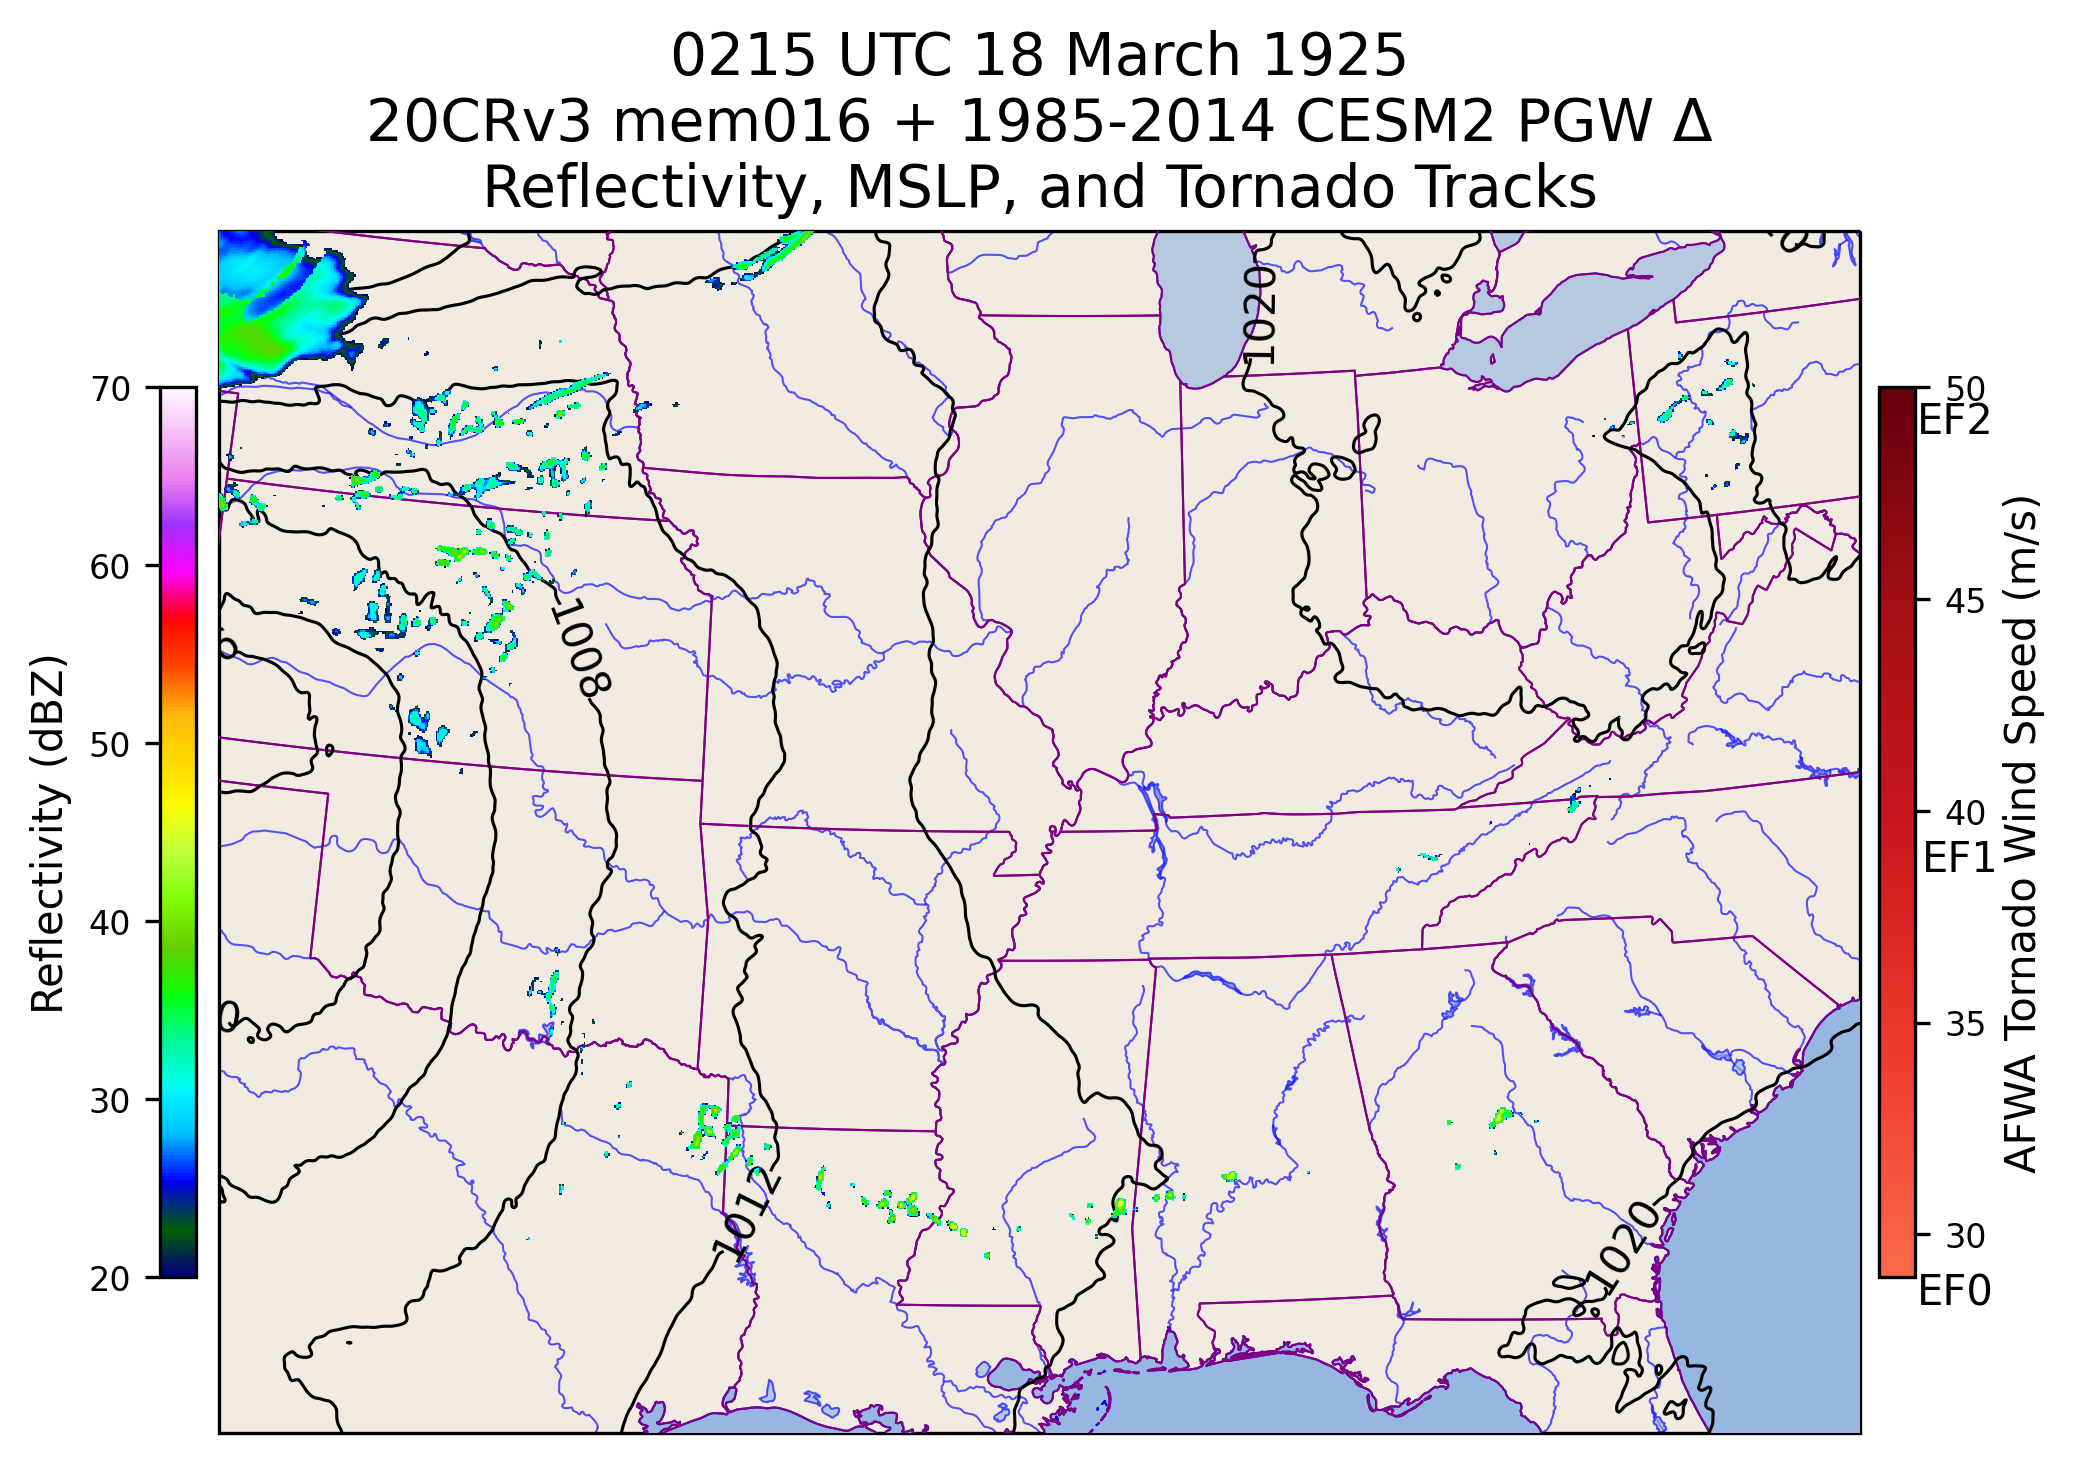 0215 UTC 18 March 1925
20CRv3 mem016 + 1985-2014 CESM2 PGW Δ
Reflectivity, MSLP, and Tornado Tracks
1020
70
60
50
40
30
20
Reflectivity (dBZ)
1008
1012
1020
50
EF2
45
40
EF1
35
30
EF0
AFWA Tornado Wind Speed (m/s)